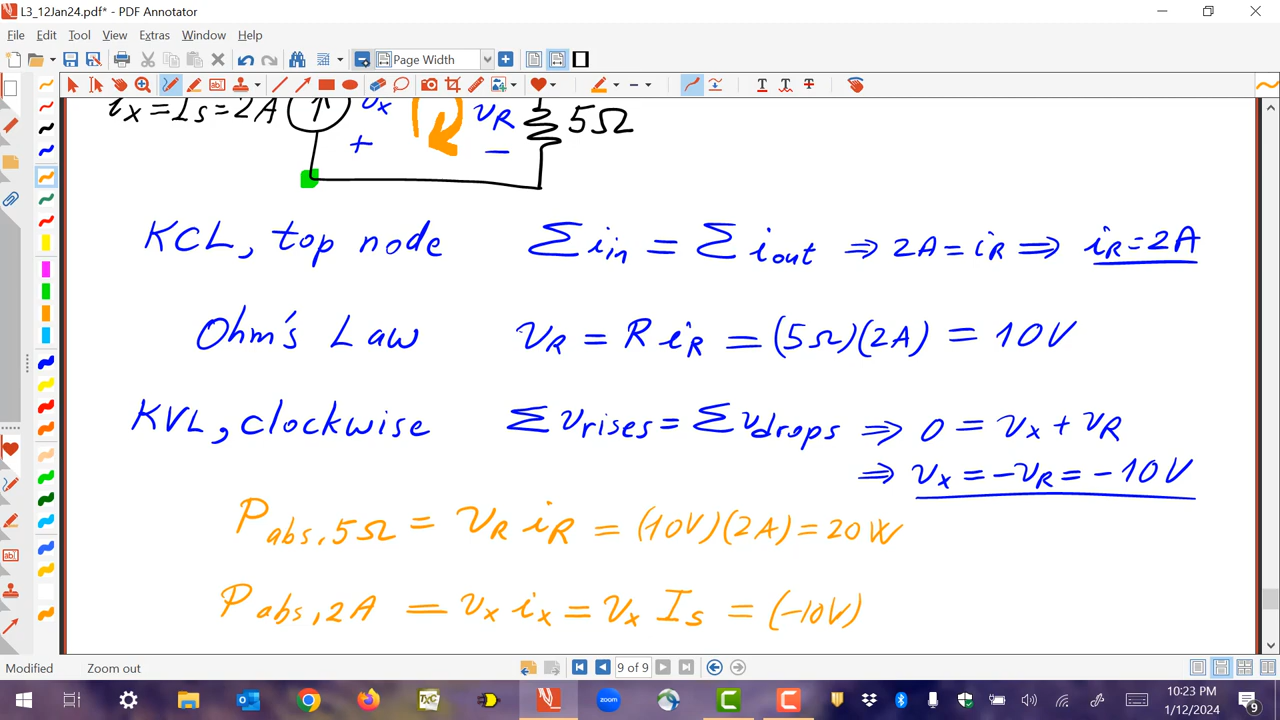 L3_12Jan24.pdf* - PDF Annotator
File Edit Tool View Extras Window Help
Page Width
ix = Is = 2A
vx
+
vR
−
5Ω
KCL, top node Σ iin = Σ iout ⇒ 2A = iR ⇒ iR = 2A
Ohm's Law vR = R iR = (5Ω)(2A) = 10V
KVL, clockwise Σ vrises = Σ vdrops ⇒ 0 = vx + vR
⇒ vx = −vR = −10V
Pabs,5Ω = vR iR = (10V)(2A) = 20W
Pabs,2A = vx ix = vx Is = (−10V)
Modified Zoom out 9 of 9
zoom
10:23 PM
1/12/2024
9